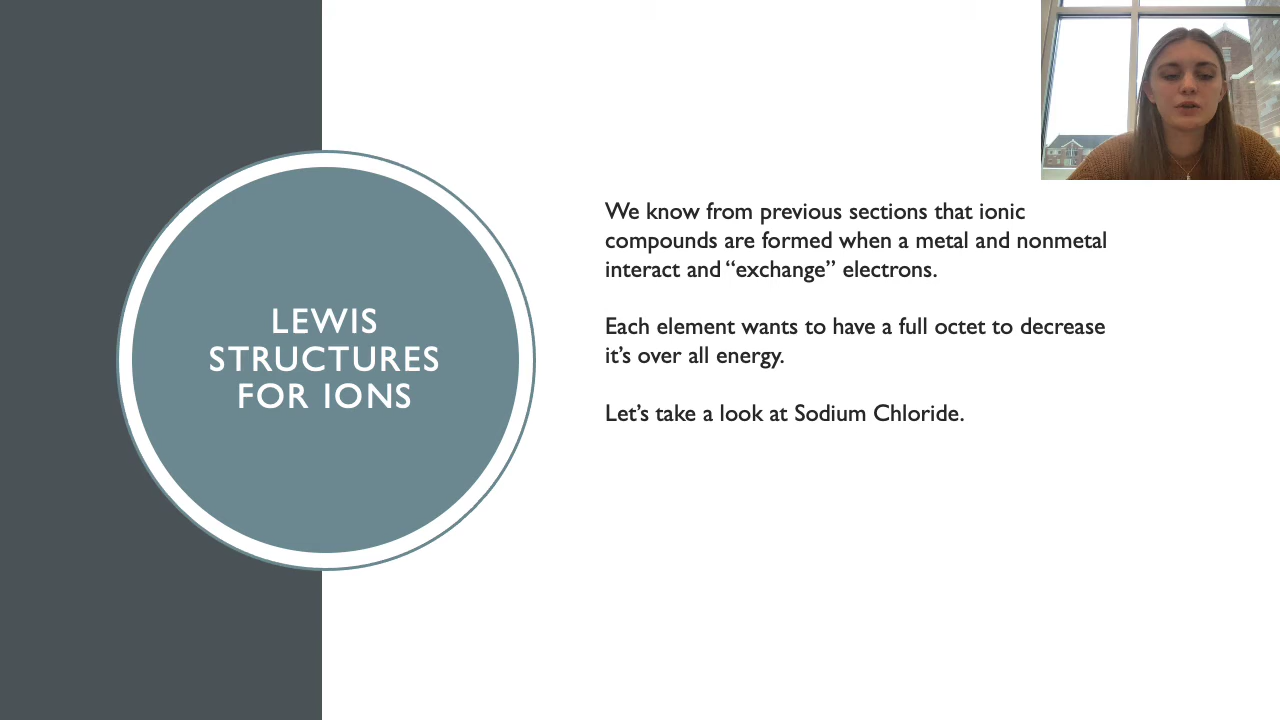 LEWIS
STRUCTURES
FOR IONS
We know from previous sections that ionic
compounds are formed when a metal and nonmetal
interact and “exchange” electrons.
Each element wants to have a full octet to decrease
it’s over all energy.
Let’s take a look at Sodium Chloride.